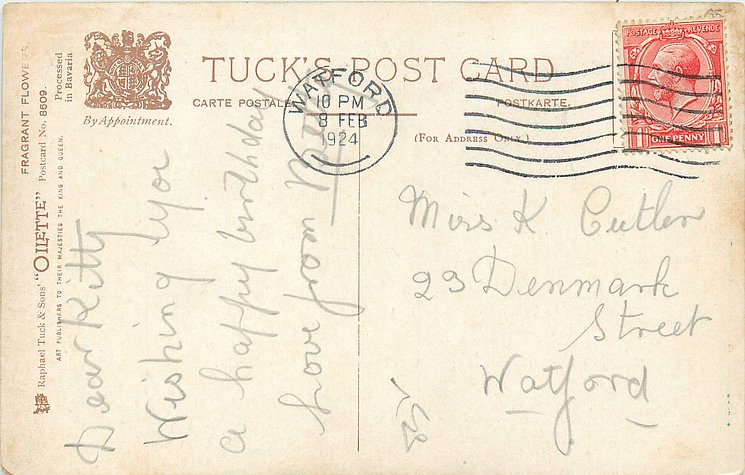 FRAGRANT FLOWERS.
Raphael Tuck & Sons' "OILETTE" Postcard No. 8609.
ART PUBLISHERS TO THEIR MAJESTIES THE KING AND QUEEN.
Processed
in Bavaria
By Appointment.
TUCK'S POST CARD
CARTE POSTALE
POSTKARTE.
(FOR ADDRESS ONLY.)
WATFORD
10 PM
8 FEB
1924
POSTAGE REVENUE
1 ONE PENNY 1
Dear Kitty
Wishing you
a happy birthday
Love from
Miss K. Cutler
23 Denmark
Street
Watford